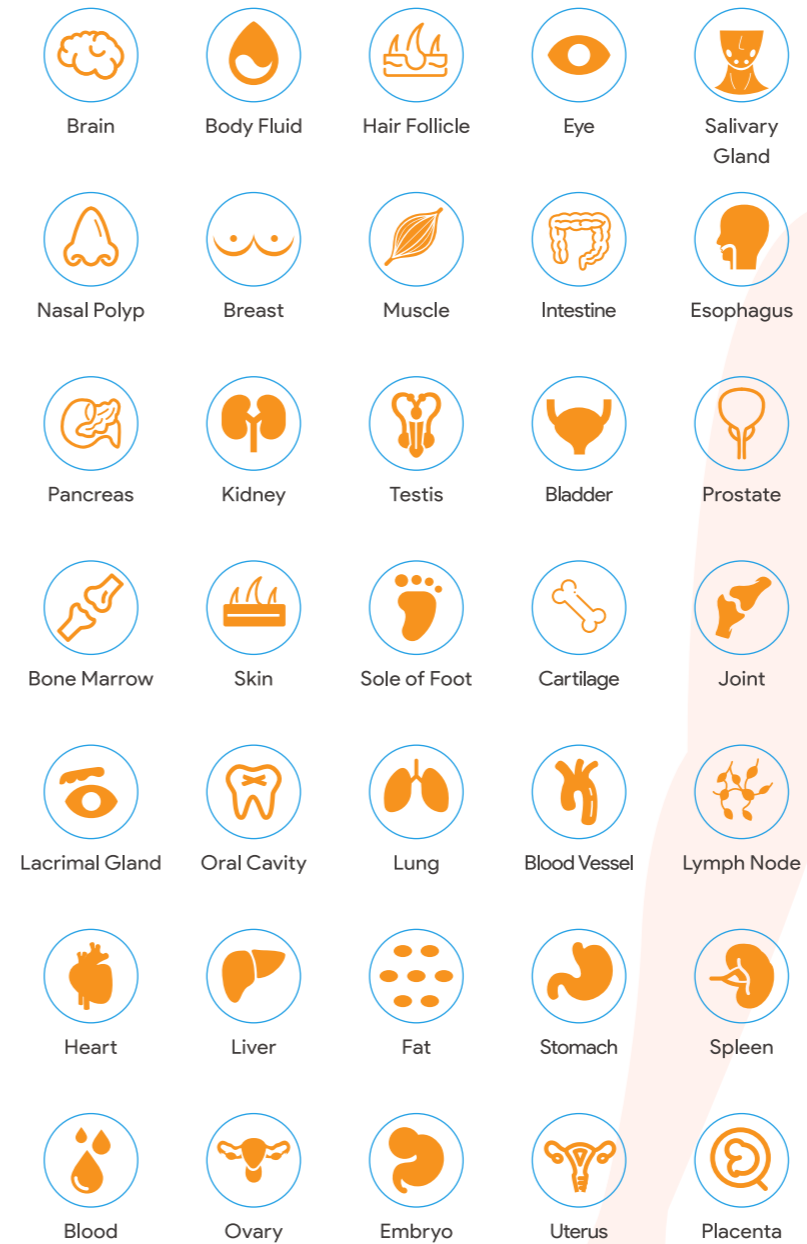 Brain
Body Fluid
Hair Follicle
Eye
Salivary
Gland
Nasal Polyp
Breast
Muscle
Intestine
Esophagus
Pancreas
Kidney
Testis
Bladder
Prostate
Bone Marrow
Skin
Sole of Foot
Cartilage
Joint
Lacrimal Gland
Oral Cavity
Lung
Blood Vessel
Lymph Node
Heart
Liver
Fat
Stomach
Spleen
Blood
Ovary
Embryo
Uterus
Placenta